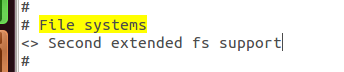 #
# File systems
<> Second extended fs support
#